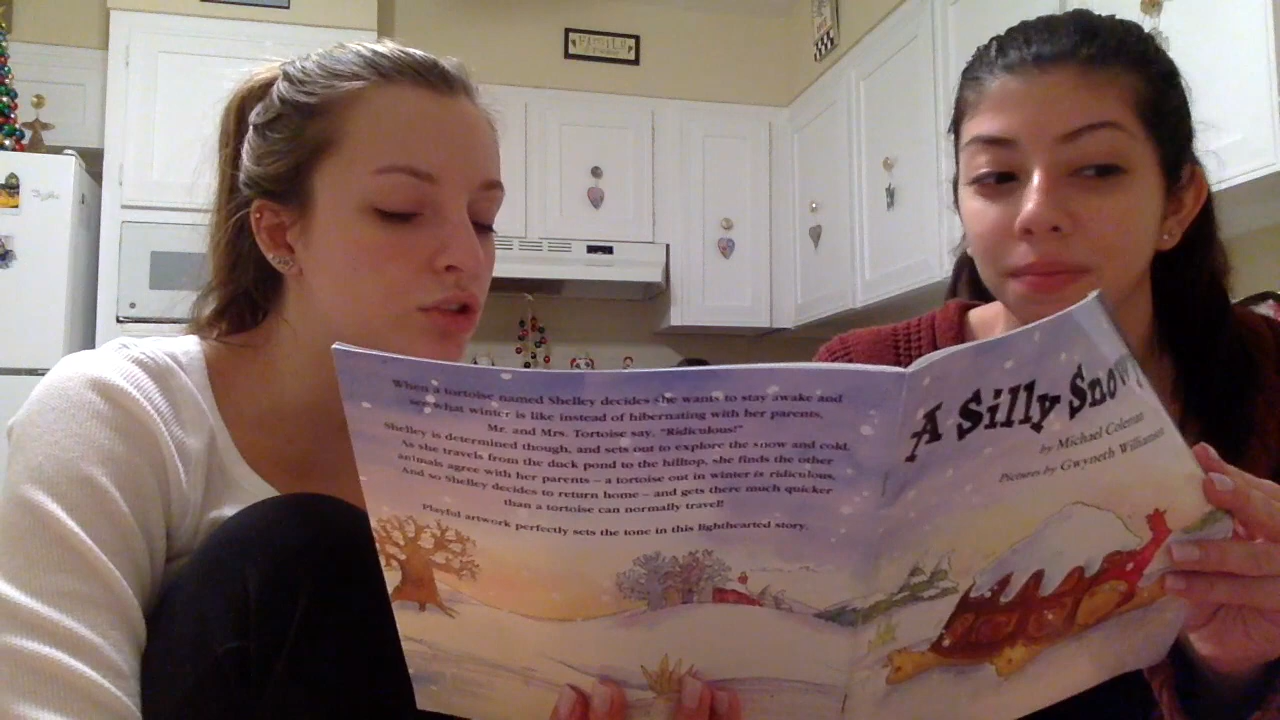 FAMILY
When a tortoise named Shelley decides she wants to stay awake and
see what winter is like instead of hibernating with her parents,
Mr. and Mrs. Tortoise say, "Ridiculous!"
Shelley is determined though, and sets out to explore the snow and cold.
As she travels from the duck pond to the hilltop, she finds the other
animals agree with her parents – a tortoise out in winter is ridiculous.
And so Shelley decides to return home – and gets there much quicker
than a tortoise can normally travel!
Playful artwork perfectly sets the tone in this lighthearted story.
A Silly Snowy
by Michael Coleman
Pictures by Gwyneth Williamson